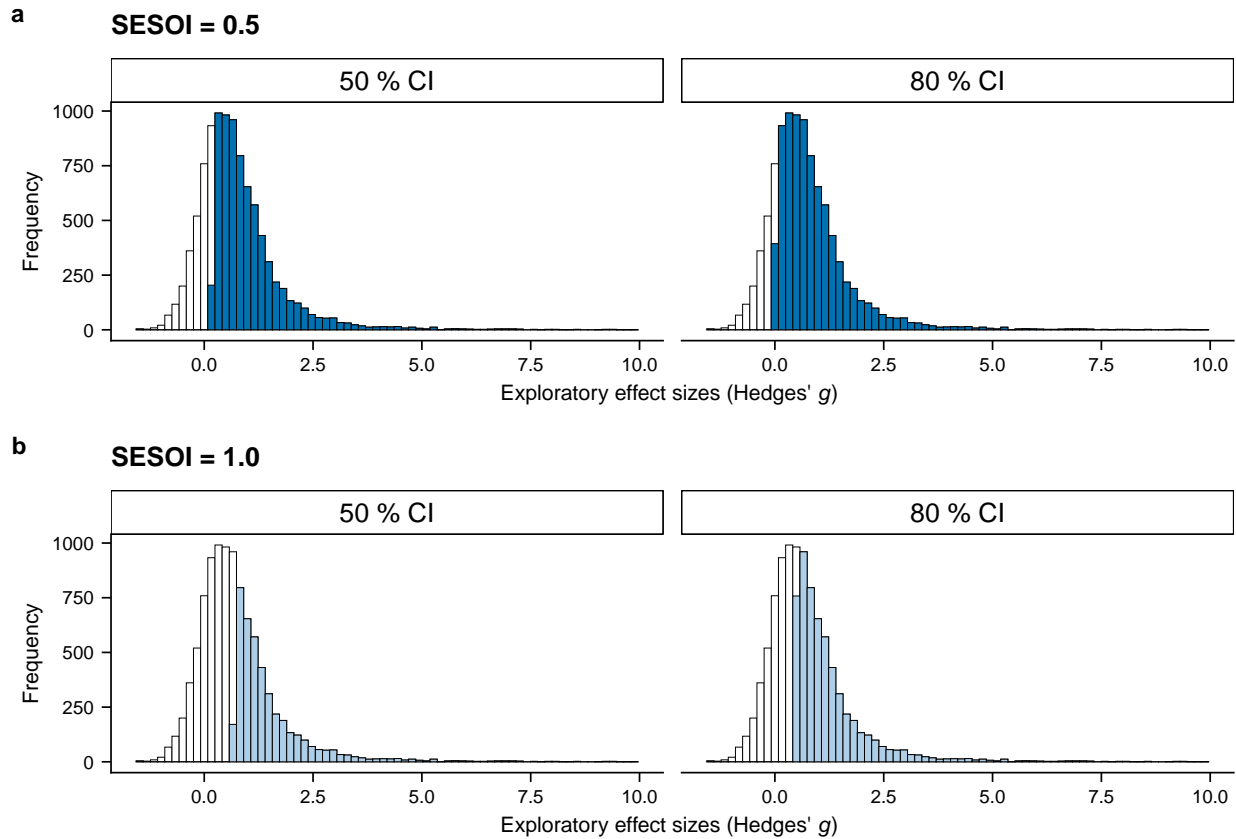 a
SESOI = 0.5
50 % CI
80 % CI
1000
750
500
250
0
Frequency
0.0 2.5 5.0 7.5 10.0
0.0 2.5 5.0 7.5 10.0
Exploratory effect sizes (Hedges' g)
b
SESOI = 1.0
50 % CI
80 % CI
1000
750
500
250
0
Frequency
0.0 2.5 5.0 7.5 10.0
0.0 2.5 5.0 7.5 10.0
Exploratory effect sizes (Hedges' g)